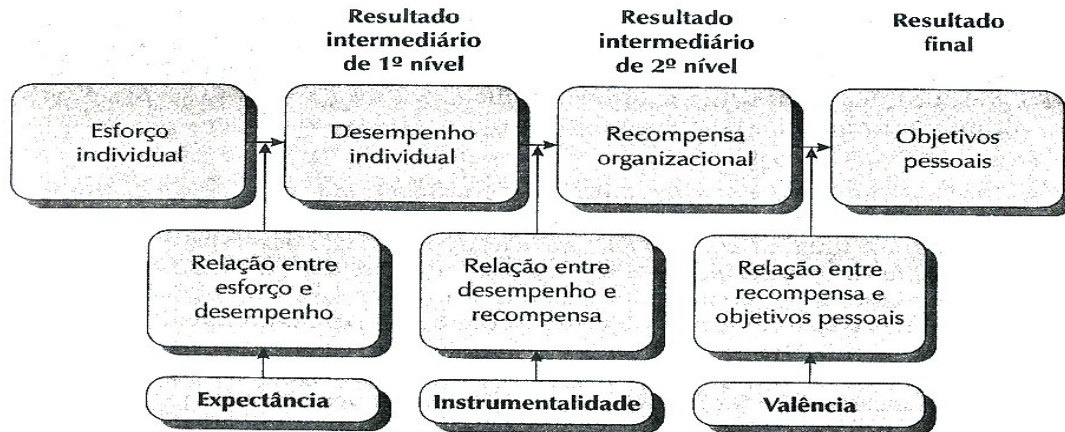 Resultado
intermediário
de 1º nível
Resultado
intermediário
de 2º nível
Resultado
final
Esforço
individual
Desempenho
individual
Recompensa
organizacional
Objetivos
pessoais
Relação entre
esforço e
desempenho
Relação entre
desempenho e
recompensa
Relação entre
recompensa e
objetivos pessoais
Expectância
Instrumentalidade
Valência